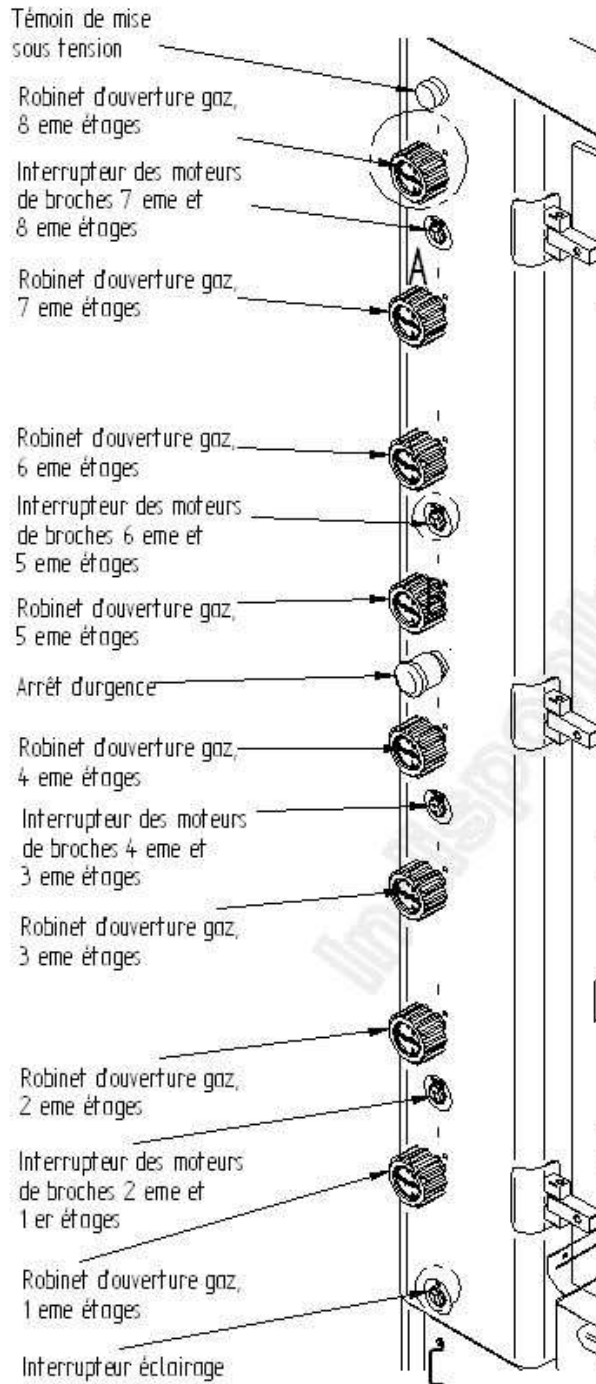 Témoin de mise
sous tension
Robinet d'ouverture gaz,
8 eme étages
Interrupteur des moteurs
de broches 7 eme et
8 eme étages
A
Robinet d'ouverture gaz,
7 eme étages
Robinet d'ouverture gaz,
6 eme étages
Interrupteur des moteurs
de broches 6 eme et
5 eme étages
Robinet d'ouverture gaz,
5 eme étages
Arrêt d'urgence
Robinet d'ouverture gaz,
4 eme étages
Interrupteur des moteurs
de broches 4 eme et
3 eme étages
Robinet d'ouverture gaz,
3 eme étages
Robinet d'ouverture gaz,
2 eme étages
Interrupteur des moteurs
de broches 2 eme et
1 er étages
Robinet d'ouverture gaz,
1 eme étages
Interrupteur éclairage